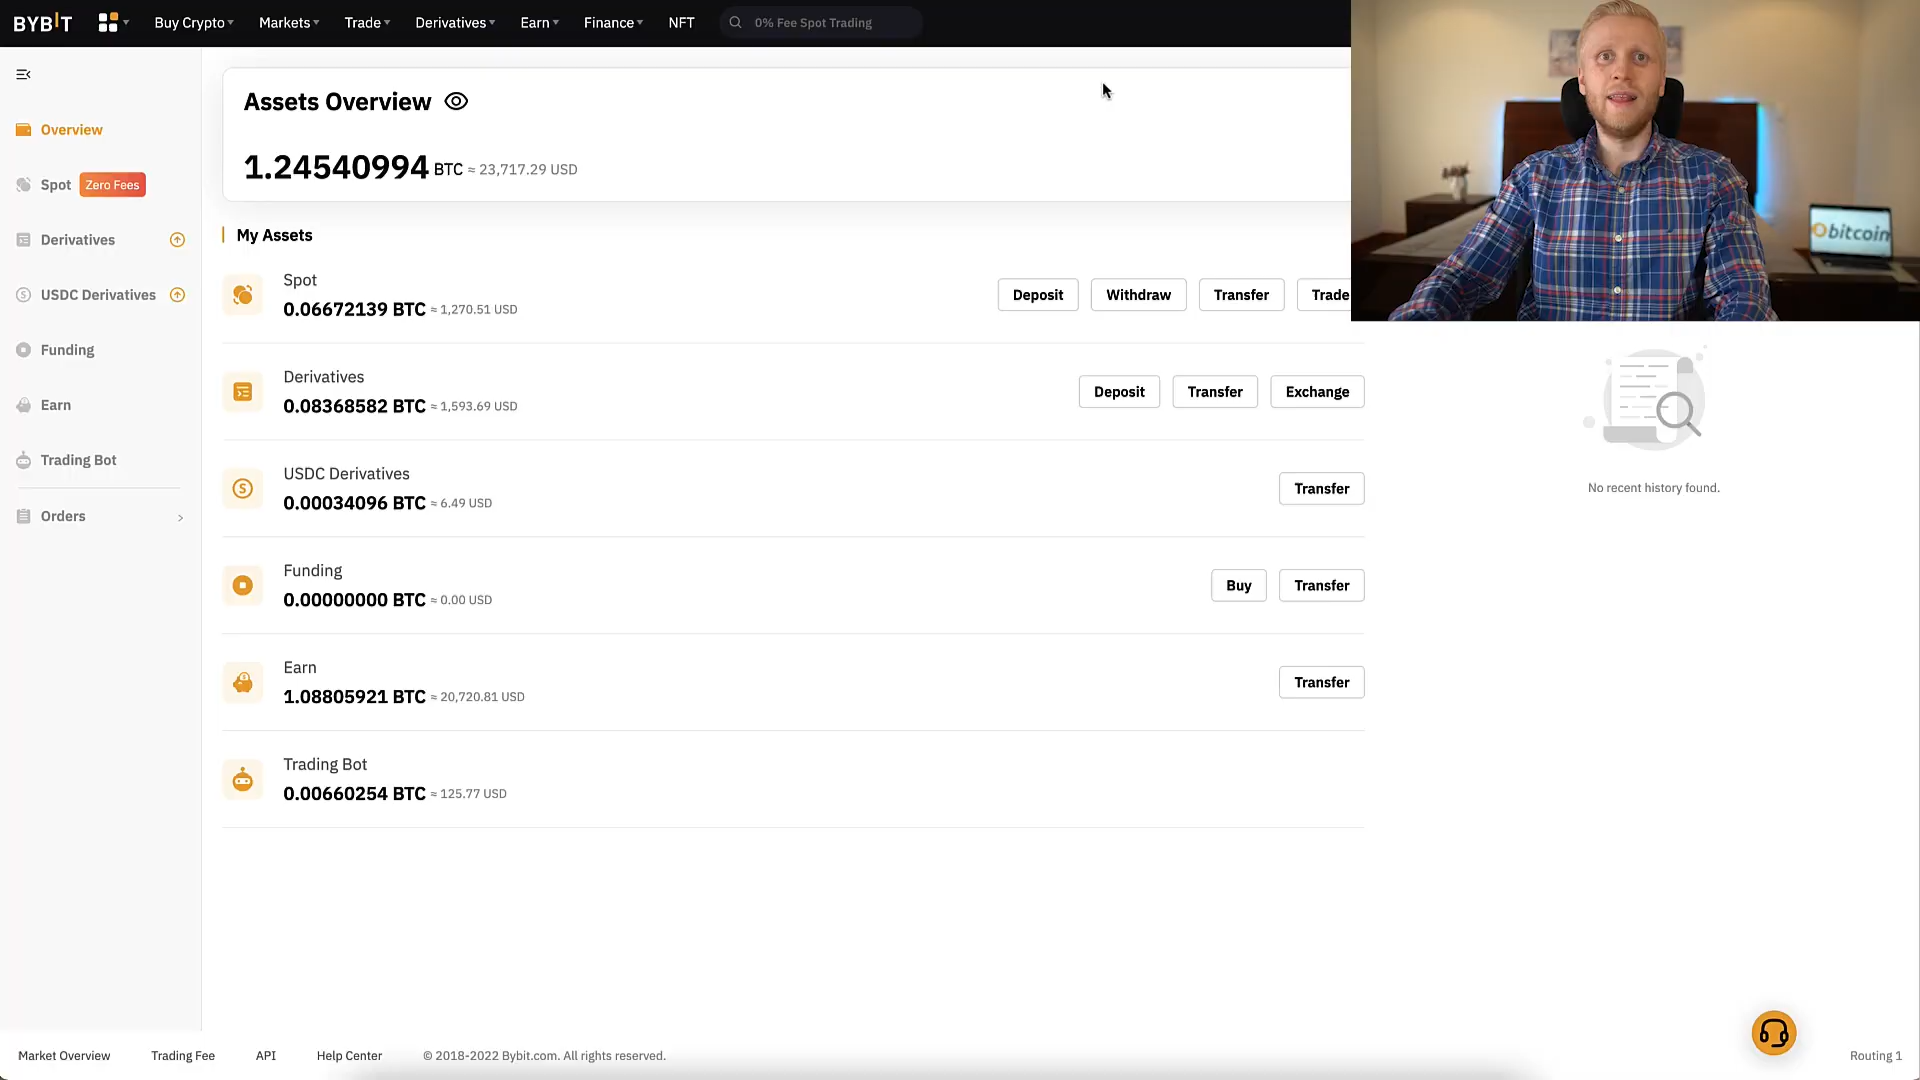 BYBIT Buy Crypto Markets Trade Derivatives Earn Finance NFT 0% Fee Spot Trading
Overview
Spot Zero Fees
Derivatives
USDC Derivatives
Funding
Earn
Trading Bot
Orders
Assets Overview
1.24540994 BTC ≈ 23,717.29 USD
My Assets
Spot
0.06672139 BTC ≈ 1,270.51 USD
Deposit Withdraw Transfer Trade
Derivatives
0.08368582 BTC ≈ 1,593.69 USD
Deposit Transfer Exchange
USDC Derivatives
0.00034096 BTC ≈ 6.49 USD
Transfer
Funding
0.00000000 BTC ≈ 0.00 USD
Buy Transfer
Earn
1.08805921 BTC ≈ 20,720.81 USD
Transfer
Trading Bot
0.00660254 BTC ≈ 125.77 USD
bitcoin
No recent history found.
Market Overview Trading Fee API Help Center © 2018-2022 Bybit.com. All rights reserved. Routing 1